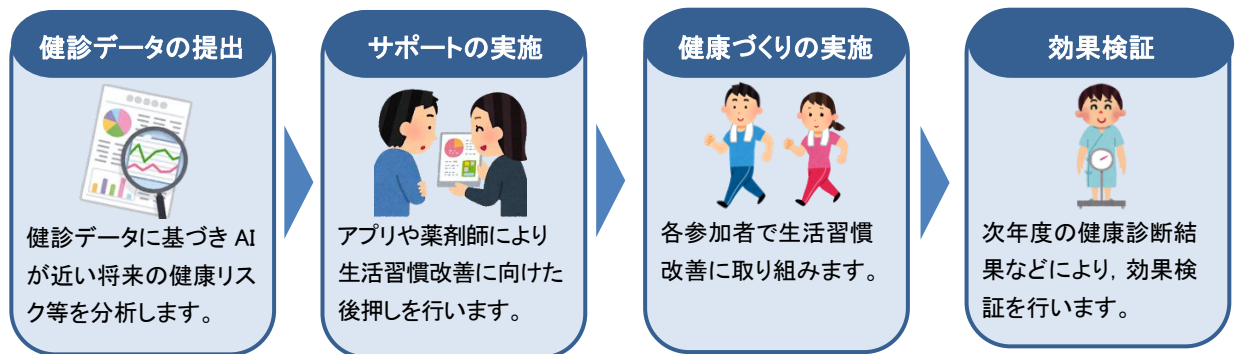 健診データの提出
健診データに基づき AI
が近い将来の健康リス
ク等を分析します。
サポートの実施
アプリや薬剤師により
生活習慣改善に向けた
後押しを行います。
健康づくりの実施
各参加者で生活習慣
改善に取り組みます。
効果検証
次年度の健康診断結
果などにより，効果検
証を行います。